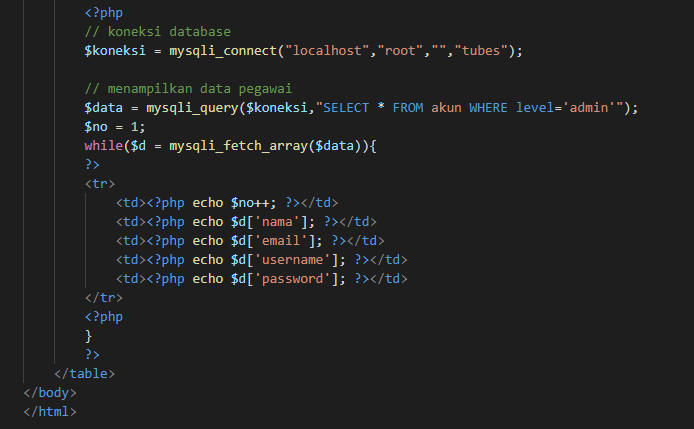 <?php
// koneksi database
$koneksi = mysqli_connect("localhost","root","","tubes");
// menampilkan data pegawai
$data = mysqli_query($koneksi,"SELECT * FROM akun WHERE level='admin'");
$no = 1;
while($d = mysqli_fetch_array($data)){
?>
<tr>
<td><?php echo $no++; ?></td>
<td><?php echo $d['nama']; ?></td>
<td><?php echo $d['email']; ?></td>
<td><?php echo $d['username']; ?></td>
<td><?php echo $d['password']; ?></td>
</tr>
<?php
}
?>
</table>
</body>
</html>